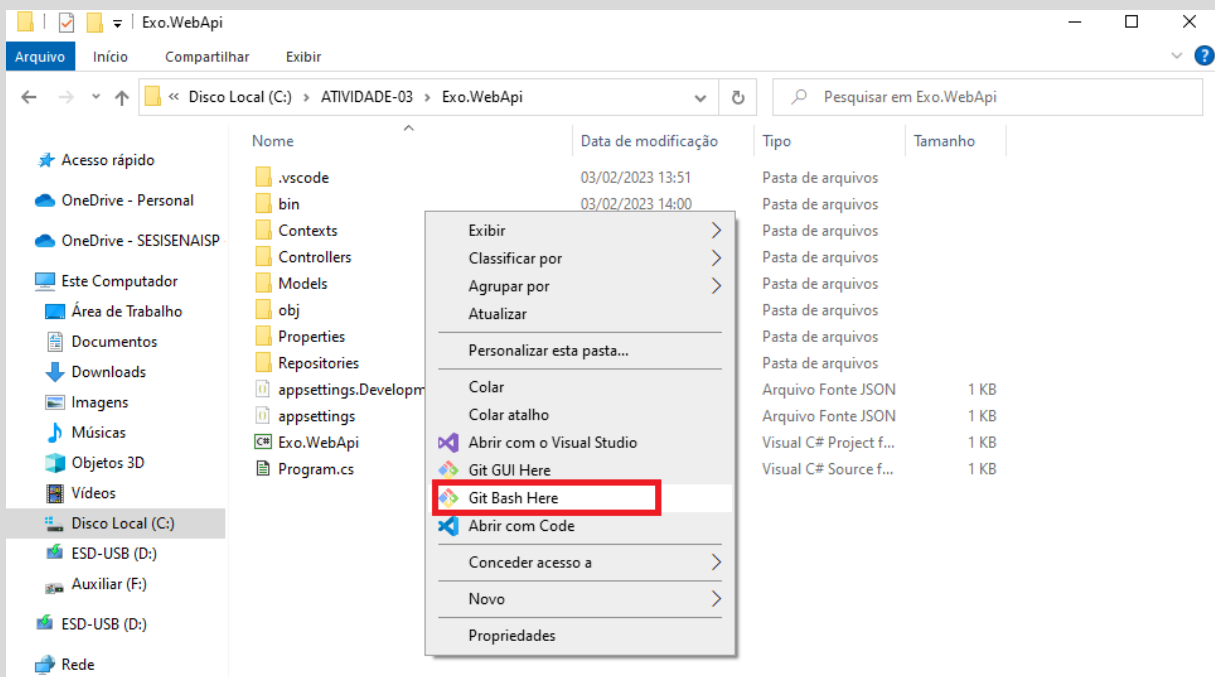 Exo.WebApi
Arquivo Início Compartilhar Exibir
« Disco Local (C:) › ATIVIDADE-03 › Exo.WebApi
Pesquisar em Exo.WebApi
Acesso rápido
OneDrive - Personal
OneDrive - SESISENAISP
Este Computador
Área de Trabalho
Documentos
Downloads
Imagens
Músicas
Objetos 3D
Vídeos
Disco Local (C:)
ESD-USB (D:)
Auxiliar (F:)
ESD-USB (D:)
Rede
Nome Data de modificação Tipo Tamanho
.vscode 03/02/2023 13:51 Pasta de arquivos
bin 03/02/2023 14:00 Pasta de arquivos
Contexts Pasta de arquivos
Controllers Pasta de arquivos
Models Pasta de arquivos
obj Pasta de arquivos
Properties Pasta de arquivos
Repositories Pasta de arquivos
appsettings.Developm Arquivo Fonte JSON 1 KB
appsettings Arquivo Fonte JSON 1 KB
Exo.WebApi Visual C# Project f... 1 KB
Program.cs Visual C# Source f... 1 KB
Exibir
Classificar por
Agrupar por
Atualizar
Personalizar esta pasta...
Colar
Colar atalho
Abrir com o Visual Studio
Git GUI Here
Git Bash Here
Abrir com Code
Conceder acesso a
Novo
Propriedades